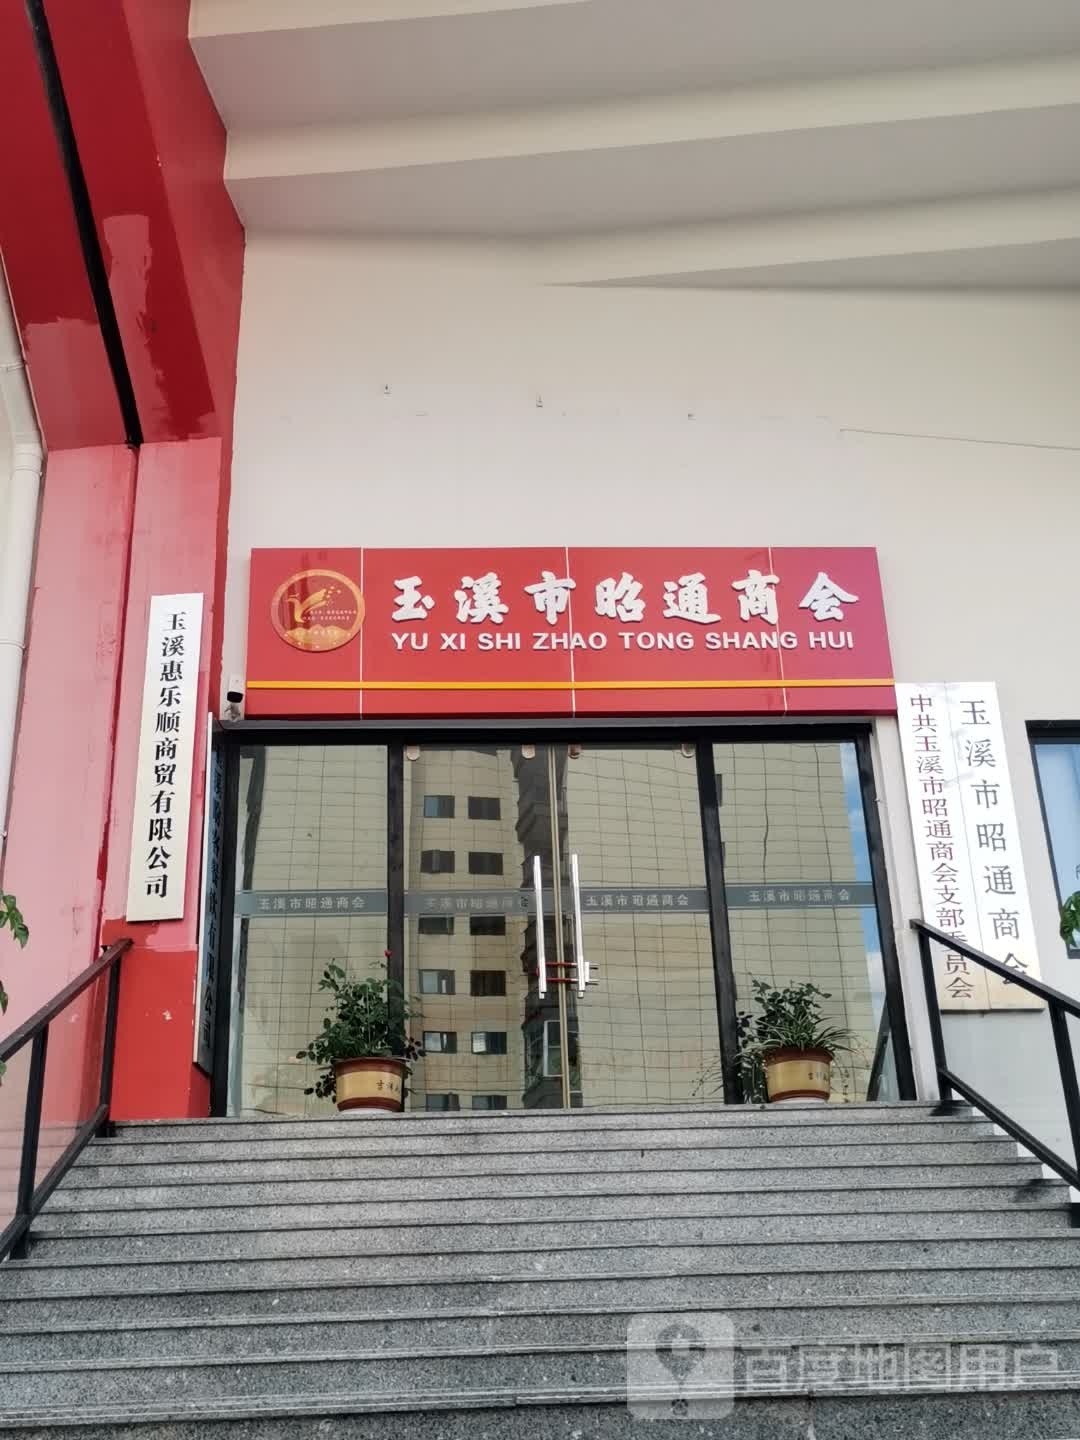 玉溪市昭通商会
YU XI SHI ZHAO TONG SHANG HUI
玉溪惠乐顺商贸有限公司
玉溪市昭通商会
中共玉溪市昭通商会支部委员会
有限公司
玉溪市昭通商会
玉溪市昭通商会
玉溪市昭通商会
玉溪市昭通商会
百度地图用户